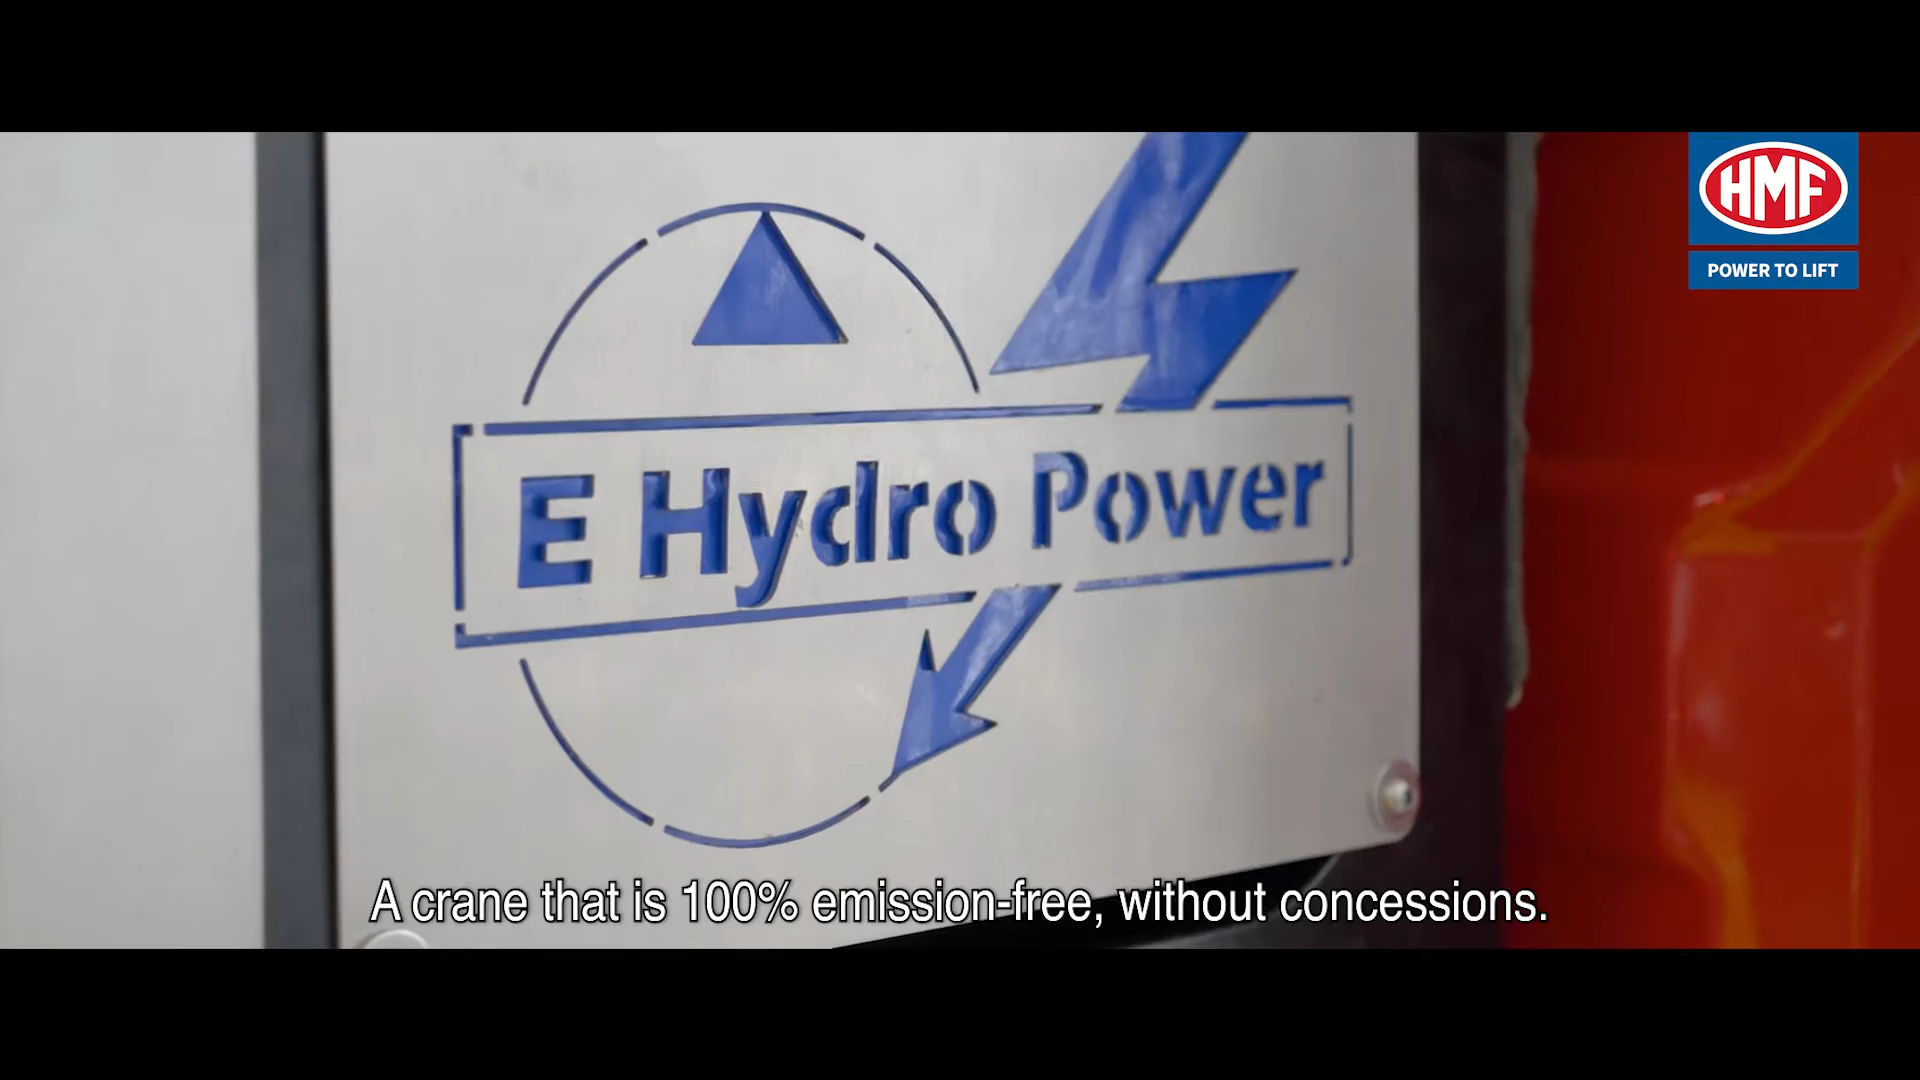 HMF
POWER TO LIFT
E Hydro Power
A crane that is 100% emission-free, without concessions.